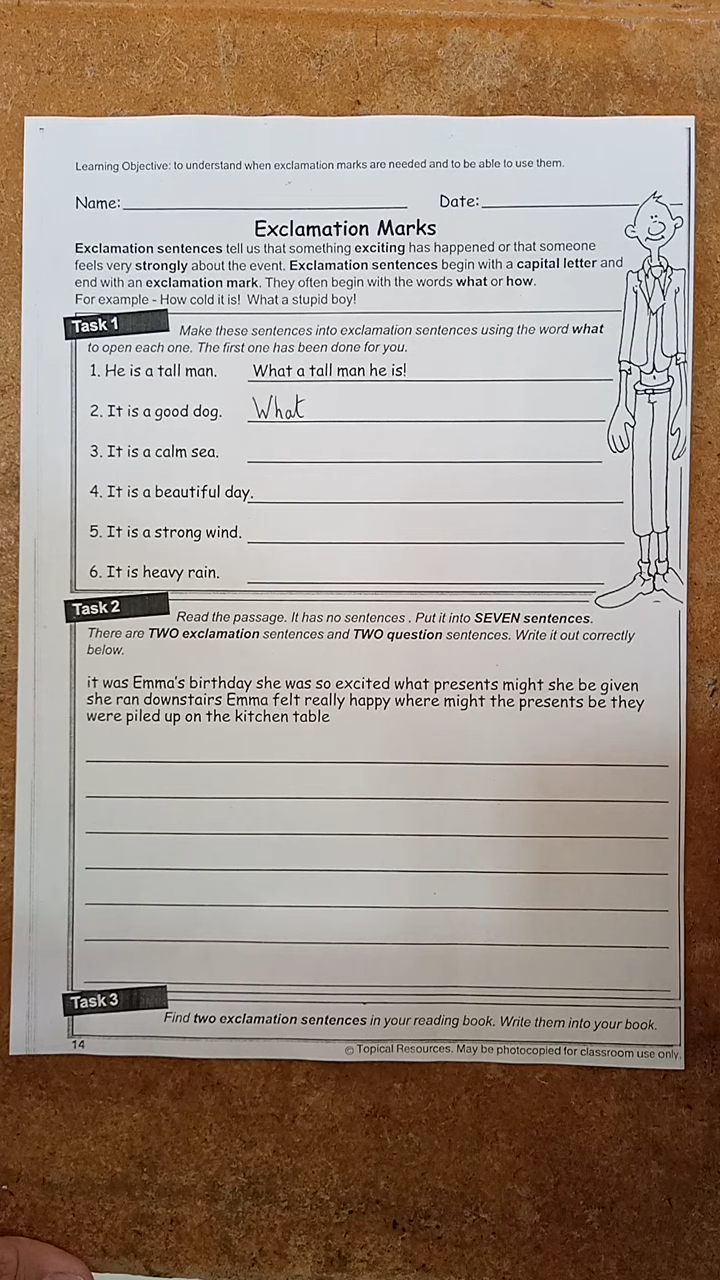 Learning Objective: to understand when exclamation marks are needed and to be able to use them.
Name: Date:
Exclamation Marks
Exclamation sentences tell us that something exciting has happened or that someone
feels very strongly about the event. Exclamation sentences begin with a capital letter and
end with an exclamation mark. They often begin with the words what or how.
For example - How cold it is! What a stupid boy!
Task 1
Make these sentences into exclamation sentences using the word what
to open each one. The first one has been done for you.
1. He is a tall man. What a tall man he is!
2. It is a good dog. What
3. It is a calm sea.
4. It is a beautiful day.
5. It is a strong wind.
6. It is heavy rain.
Task 2
Read the passage. It has no sentences . Put it into SEVEN sentences.
There are TWO exclamation sentences and TWO question sentences. Write it out correctly
below.
it was Emma's birthday she was so excited what presents might she be given
she ran downstairs Emma felt really happy where might the presents be they
were piled up on the kitchen table
Task 3
Find two exclamation sentences in your reading book. Write them into your book.
14
© Topical Resources. May be photocopied for classroom use only.